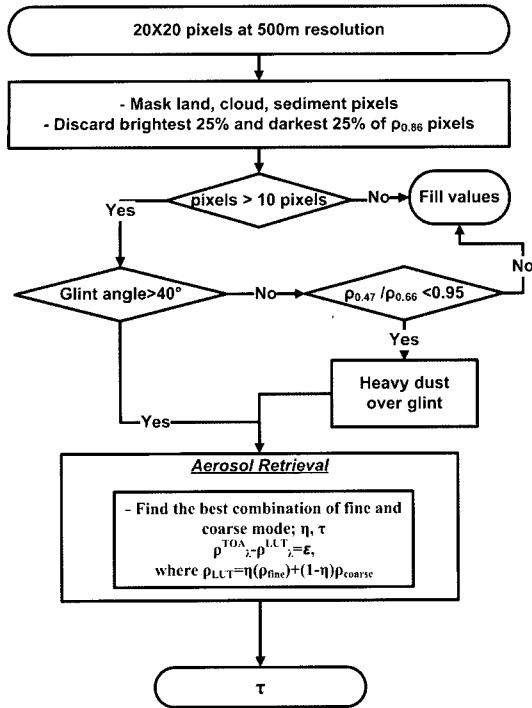 20X20 pixels at 500m resolution
- Mask land, cloud, sediment pixels
- Discard brightest 25% and darkest 25% of ρ0.86 pixels
pixels > 10 pixels
No
Fill values
Yes
No
Glint angle>40°
No
ρ0.47 /ρ0.66 <0.95
Yes
Heavy dust
over glint
Yes
Aerosol Retrieval
- Find the best combination of fine and
coarse mode; η, τ
ρTOAλ-ρLUTλ=ε,
where ρLUT=η(ρfine)+(1-η)ρcoarse
τ